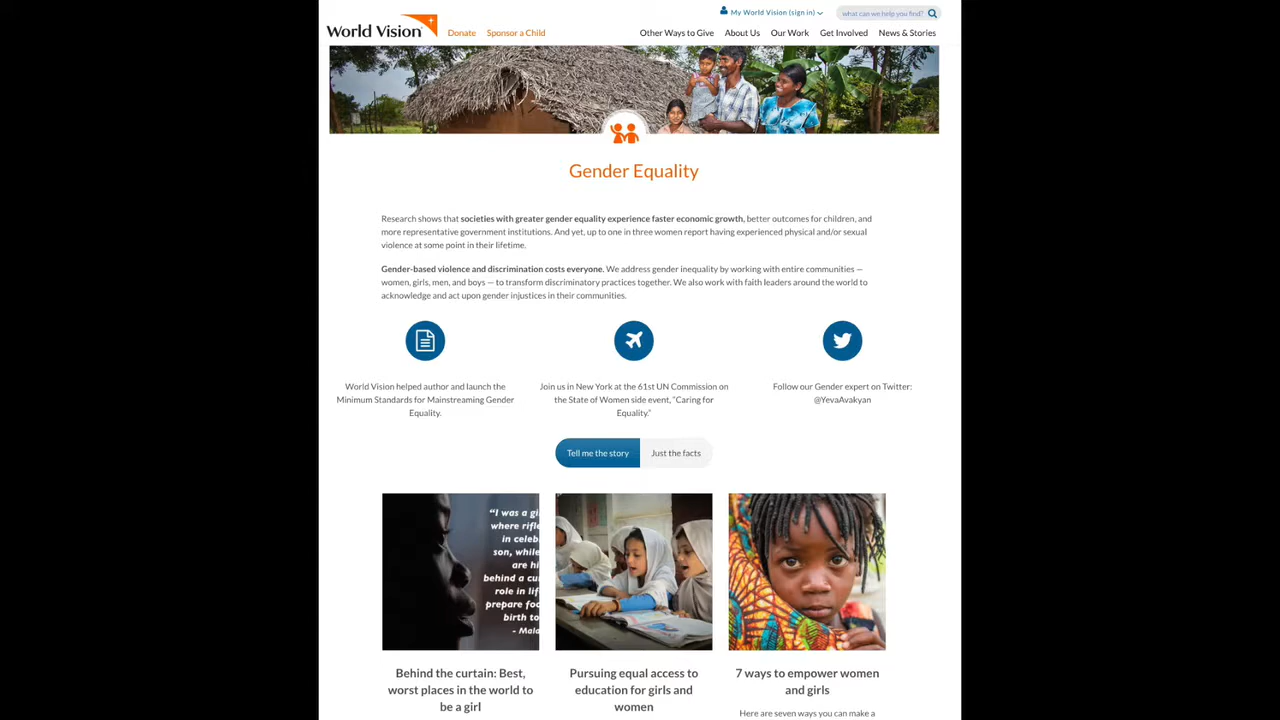 My World Vision (sign in)
what can we help you find?
World Vision
Donate
Sponsor a Child
Other Ways to Give
About Us
Our Work
Get Involved
News & Stories
Gender Equality
Research shows that societies with greater gender equality experience faster economic growth, better outcomes for children, and
more representative government institutions. And yet, up to one in three women report having experienced physical and/or sexual
violence at some point in their lifetime.
Gender-based violence and discrimination costs everyone. We address gender inequality by working with entire communities —
women, girls, men, and boys — to transform discriminatory practices together. We also work with faith leaders around the world to
acknowledge and act upon gender injustices in their communities.
World Vision helped author and launch the
Minimum Standards for Mainstreaming Gender
Equality.
Join us in New York at the 61st UN Commission on
the State of Women side event, "Caring for
Equality."
Follow our Gender expert on Twitter:
@YevaAvakyan
Tell me the story
Just the facts
"I was a gi
where rifle
in celeb
son, while
are hi
behind a cu
role in lif
prepare foo
birth to
- Mala
Behind the curtain: Best,
worst places in the world to
be a girl
Pursuing equal access to
education for girls and
women
7 ways to empower women
and girls
Here are seven ways you can make a